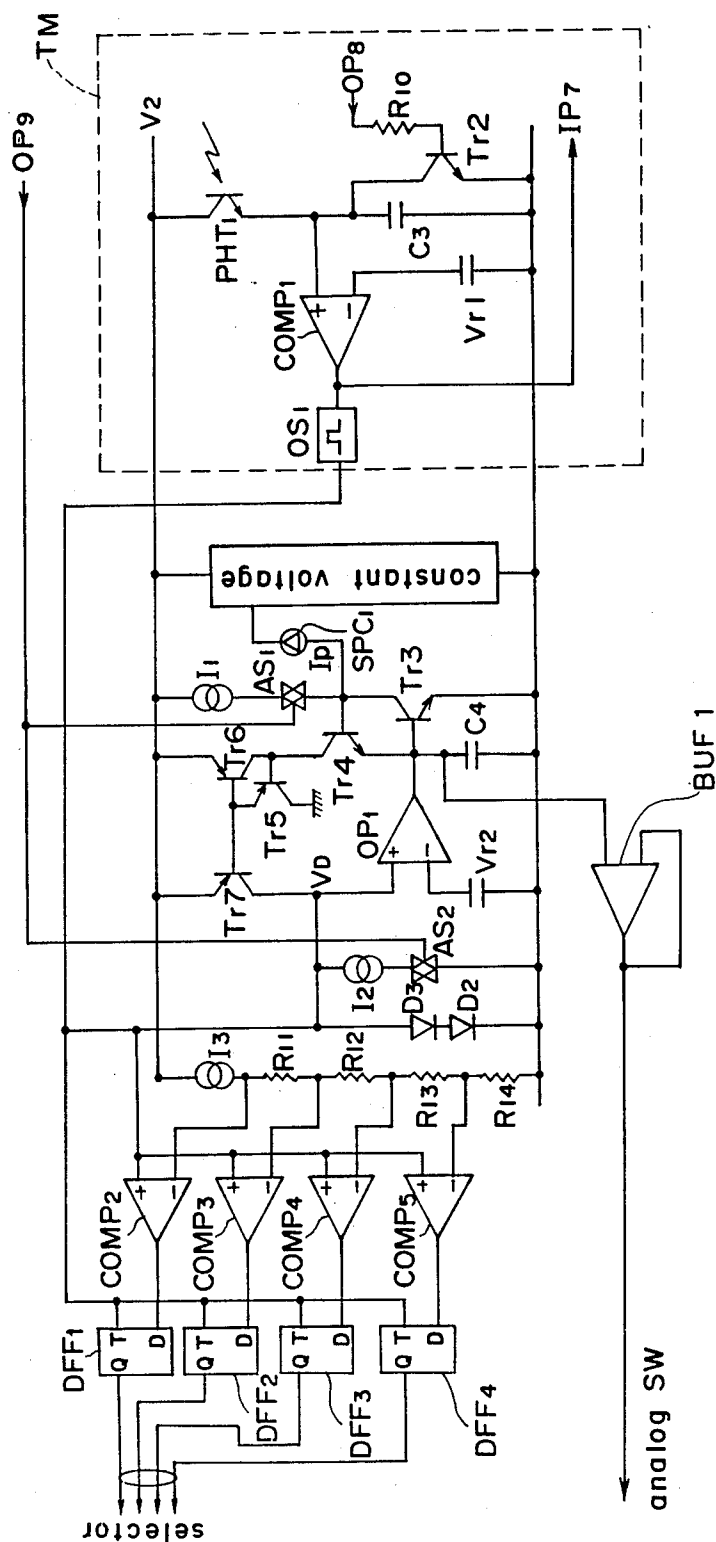 TM
OP9
V2
PHT1
OP8
R10
Tr2
IP7
C3
COMP1
+
−
Vr1
OS1
constant voltage
SPC1
Ip
AS1
I1
Tr3
C4
Tr6
Tr5
Tr4
OP1
+
−
Vr2
BUF 1
Tr7
VD
AS2
I2
D3
D2
I3
R11
R12
R13
R14
COMP2
+
−
COMP3
+
−
COMP4
+
−
COMP5
+
−
DFF1
Q T
D
DFF2
Q T
D
DFF3
Q T
D
DFF4
Q T
D
selector
analog SW